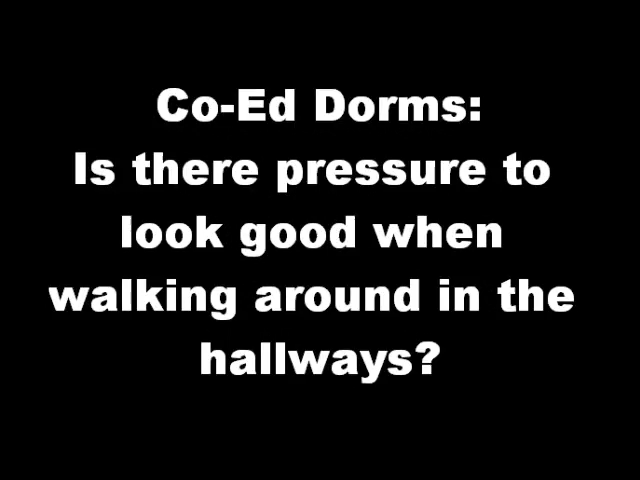 Co-Ed Dorms:
Is there pressure to
look good when
walking around in the
hallways?